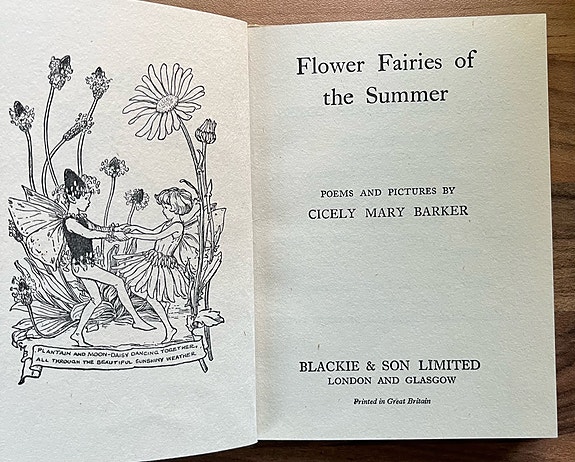 PLANTAIN AND MOON-DAISY DANCING TOGETHER,
ALL THROUGH THE BEAUTIFUL SUNSHINY WEATHER
Flower Fairies of
the Summer
POEMS AND PICTURES BY
CICELY MARY BARKER
BLACKIE & SON LIMITED
LONDON AND GLASGOW
Printed in Great Britain